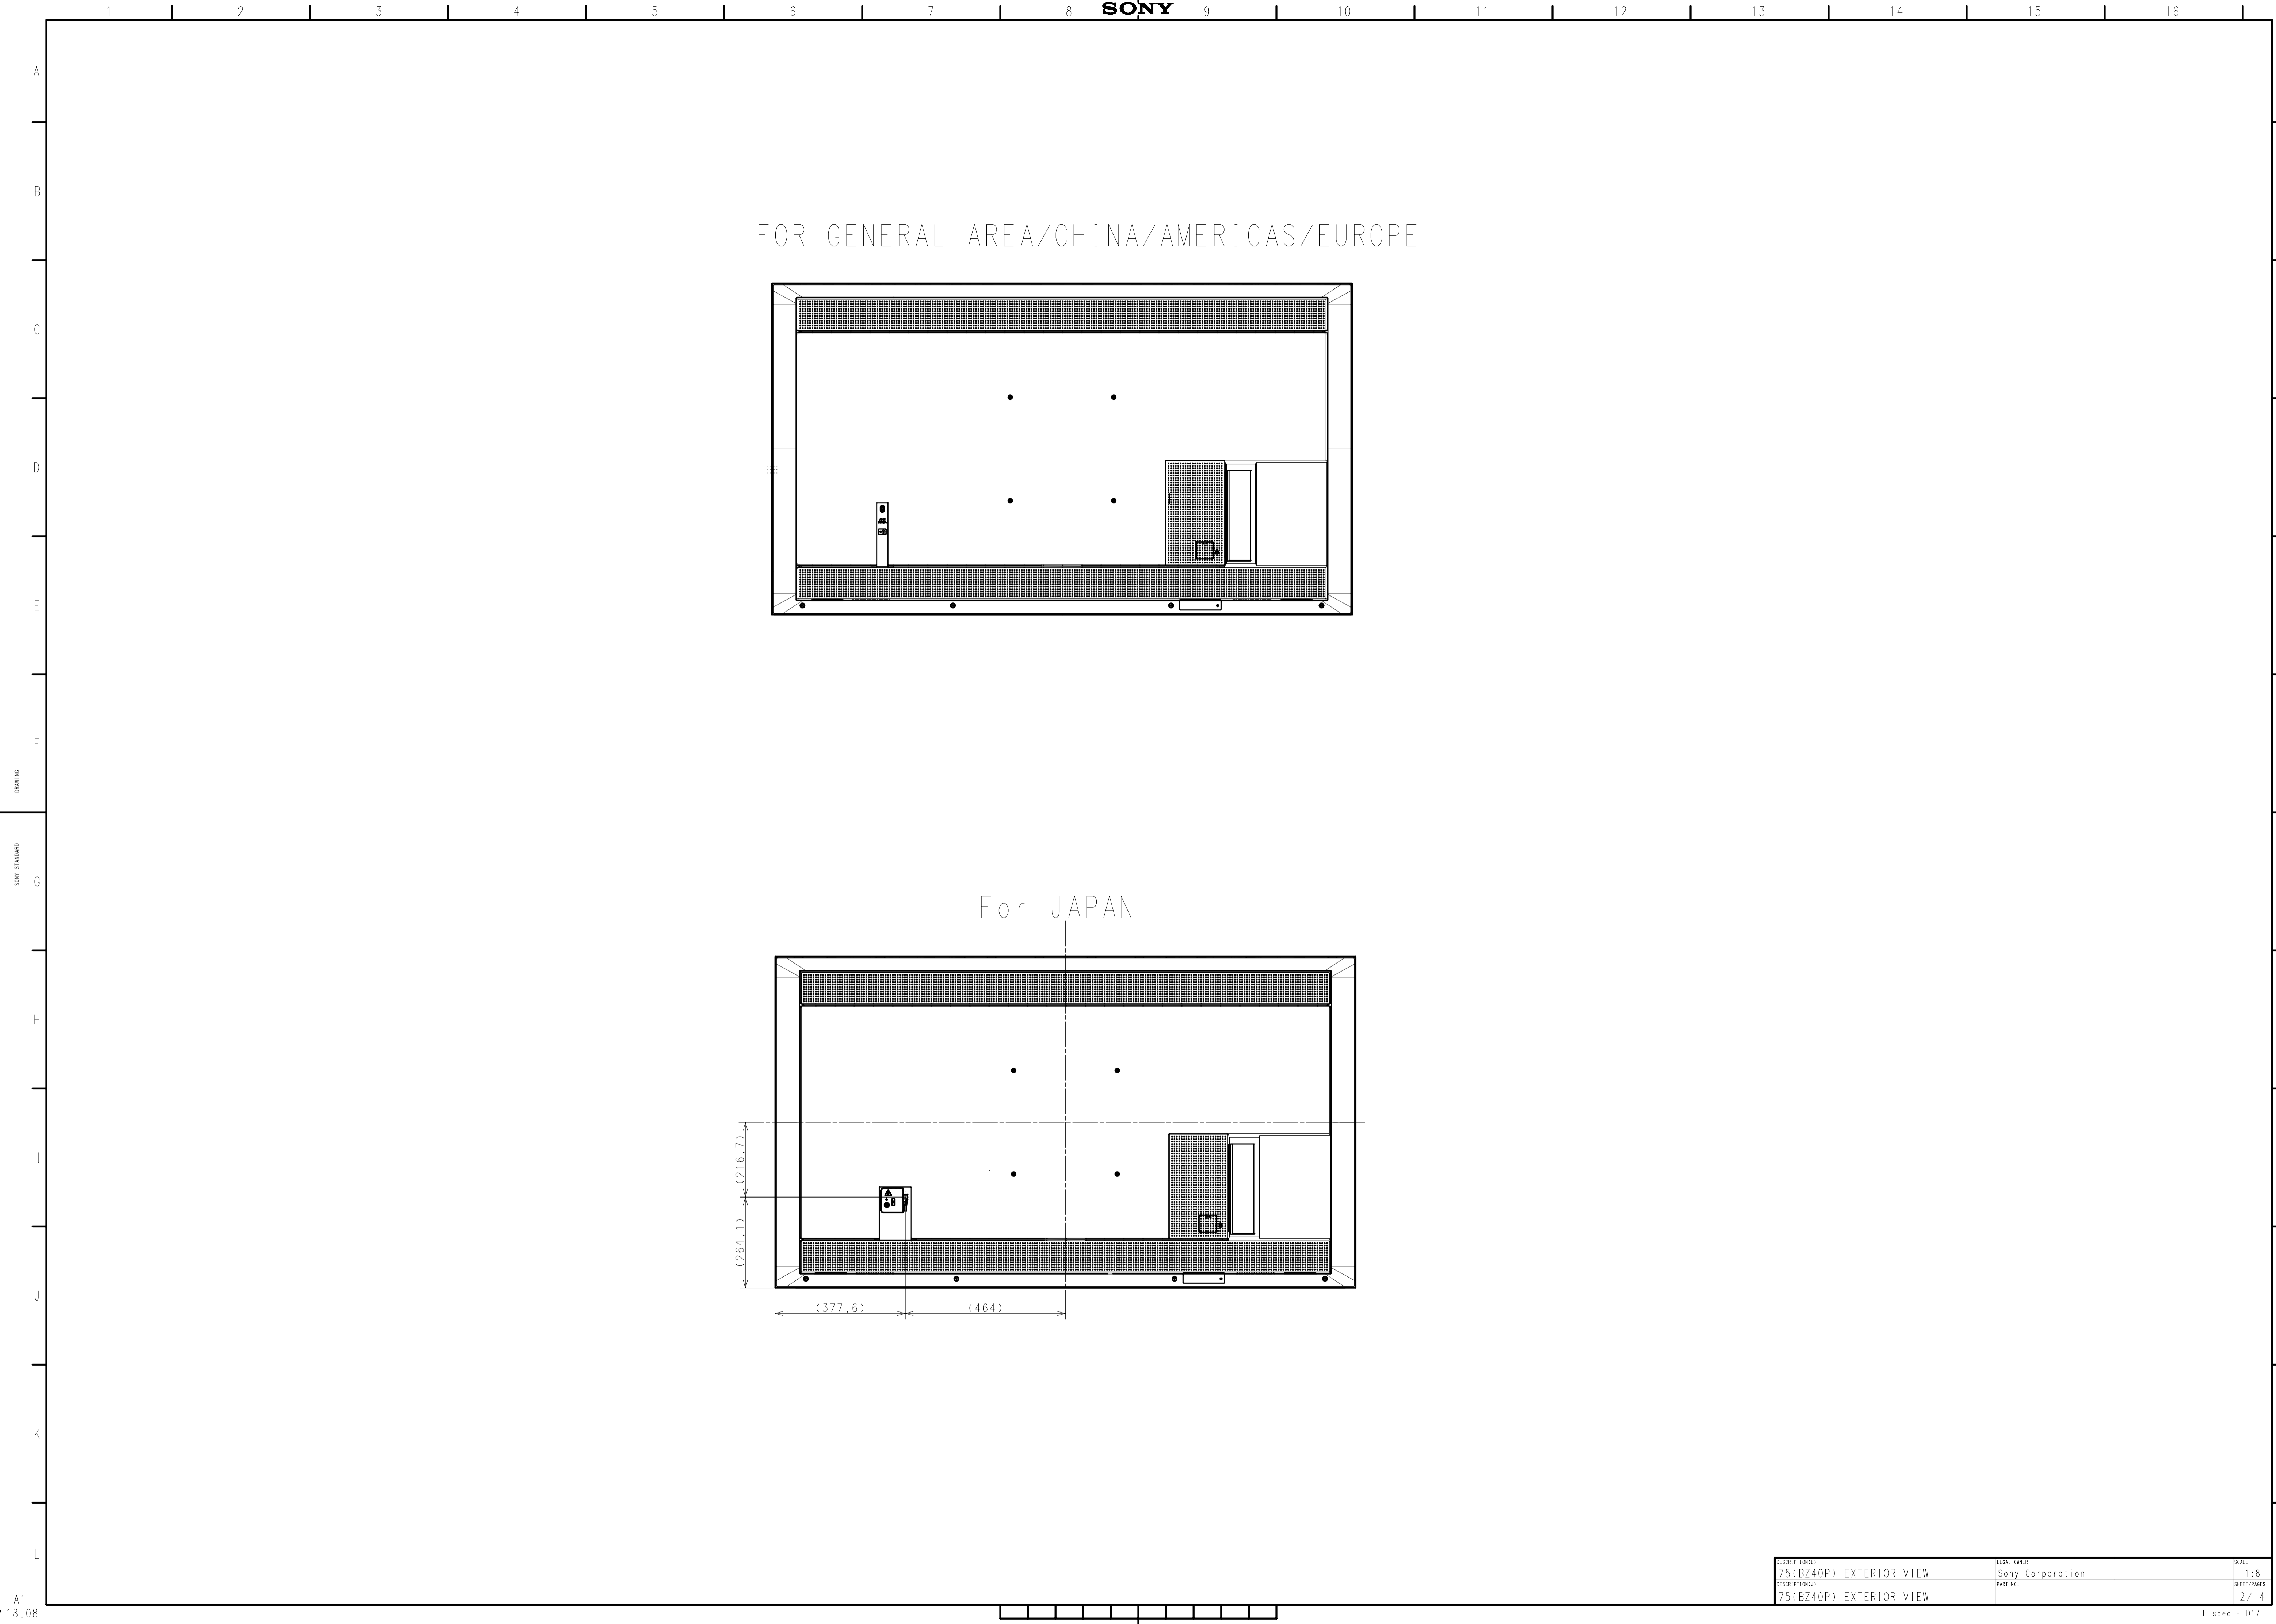 1 2 3 4 5 6 7 8 SONY 9 10 11 12 13 14 15 16
A
B
FOR GENERAL AREA/CHINA/AMERICAS/EUROPE
C
D
E
F
DRAWING
SONY STANDARD
G
For JAPAN
H
I
(216,7)
(264,1)
J
(377,6) (464)
K
L
DESCRIPTION(E) LEGAL OWNER SCALE
75(BZ40P) EXTERIOR VIEW Sony Corporation 1:8
DESCRIPTION(J) PART NO. SHEET/PAGES
75(BZ40P) EXTERIOR VIEW 2/ 4
A1
18.08
F spec - D17